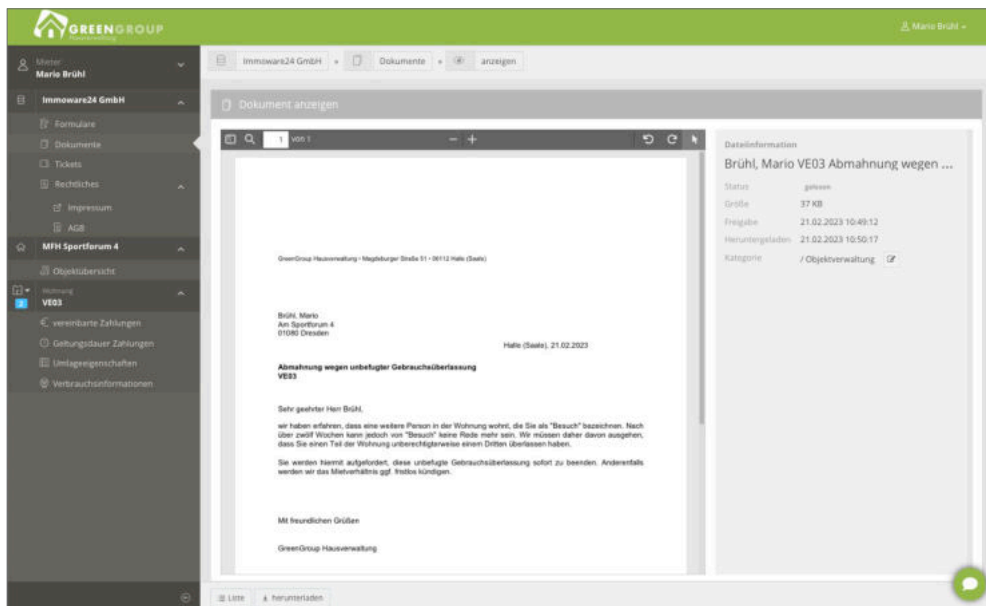 GREENGROUP
Mario Brühl
Mieter
Mario Brühl
Immoware24 GmbH
Formulare
Dokumente
Tickets
Rechtliches
Impressum
AGB
MFH Sportforum 4
Objektübersicht
Wohnung
VE03
vereinbarte Zahlungen
Geltungsdauer Zahlungen
Umlageeigenschaften
Verbrauchsinformationen
Immoware24 GmbH » Dokumente » anzeigen
Dokument anzeigen
1 von 1
GreenGroup Hausverwaltung • Magdeburger Straße 51 • 06112 Halle (Saale)
Brühl, Mario
Am Sportforum 4
01080 Dresden
Halle (Saale), 21.02.2023
Abmahnung wegen unbefugter Gebrauchsüberlassung
VE03
Sehr geehrter Herr Brühl,
wir haben erfahren, dass eine weitere Person in der Wohnung wohnt, die Sie als "Besuch" bezeichnen. Nach
über zwölf Wochen kann jedoch von "Besuch" keine Rede mehr sein. Wir müssen daher davon ausgehen,
dass Sie einen Teil der Wohnung unberechtigterweise einem Dritten überlassen haben.
Sie werden hiermit aufgefordert, diese unbefugte Gebrauchsüberlassung sofort zu beenden. Anderenfalls
werden wir das Mietverhältnis ggf. fristlos kündigen.
Mit freundlichen Grüßen
GreenGroup Hausverwaltung
Dateiinformation
Brühl, Mario VE03 Abmahnung wegen ...
Status gelesen
Größe 37 KB
Freigabe 21.02.2023 10:49:12
Heruntergeladen 21.02.2023 10:50:17
Kategorie / Objektverwaltung
Liste herunterladen